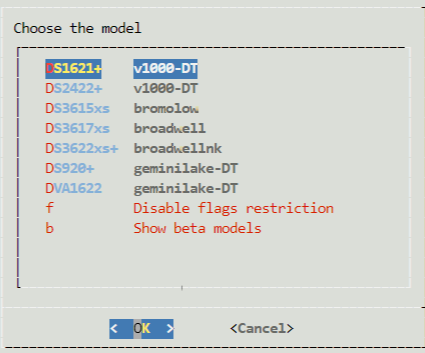 Choose the model
DS1621+ v1000-DT
DS2422+ v1000-DT
DS3615xs bromolow
DS3617xs broadwell
DS3622xs+ broadwellnk
DS920+ geminilake-DT
DVA1622 geminilake-DT
f Disable flags restriction
b Show beta models
< OK > <Cancel>